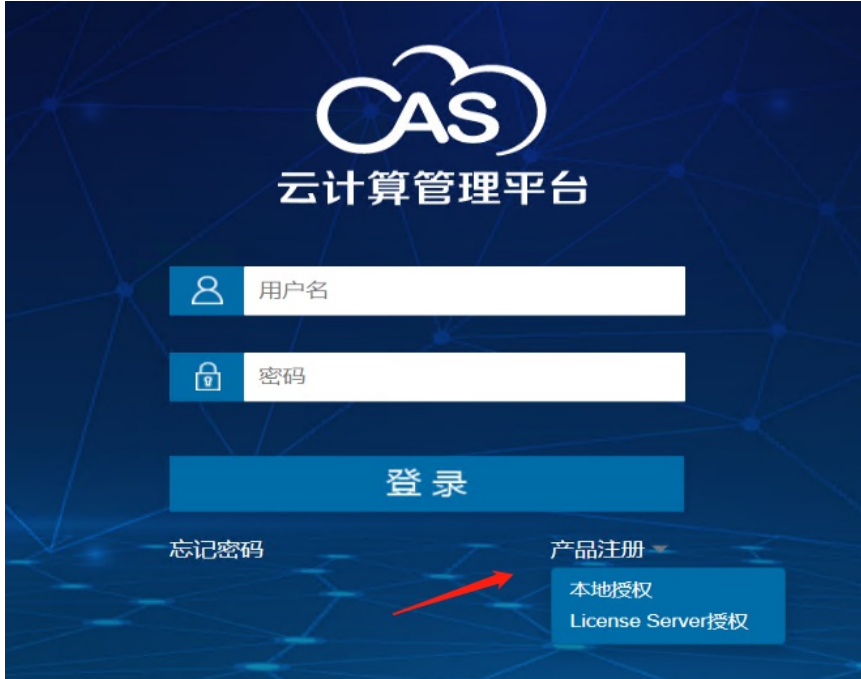 CAS
云计算管理平台
用户名
密码
登录
忘记密码
产品注册
本地授权
License Server授权